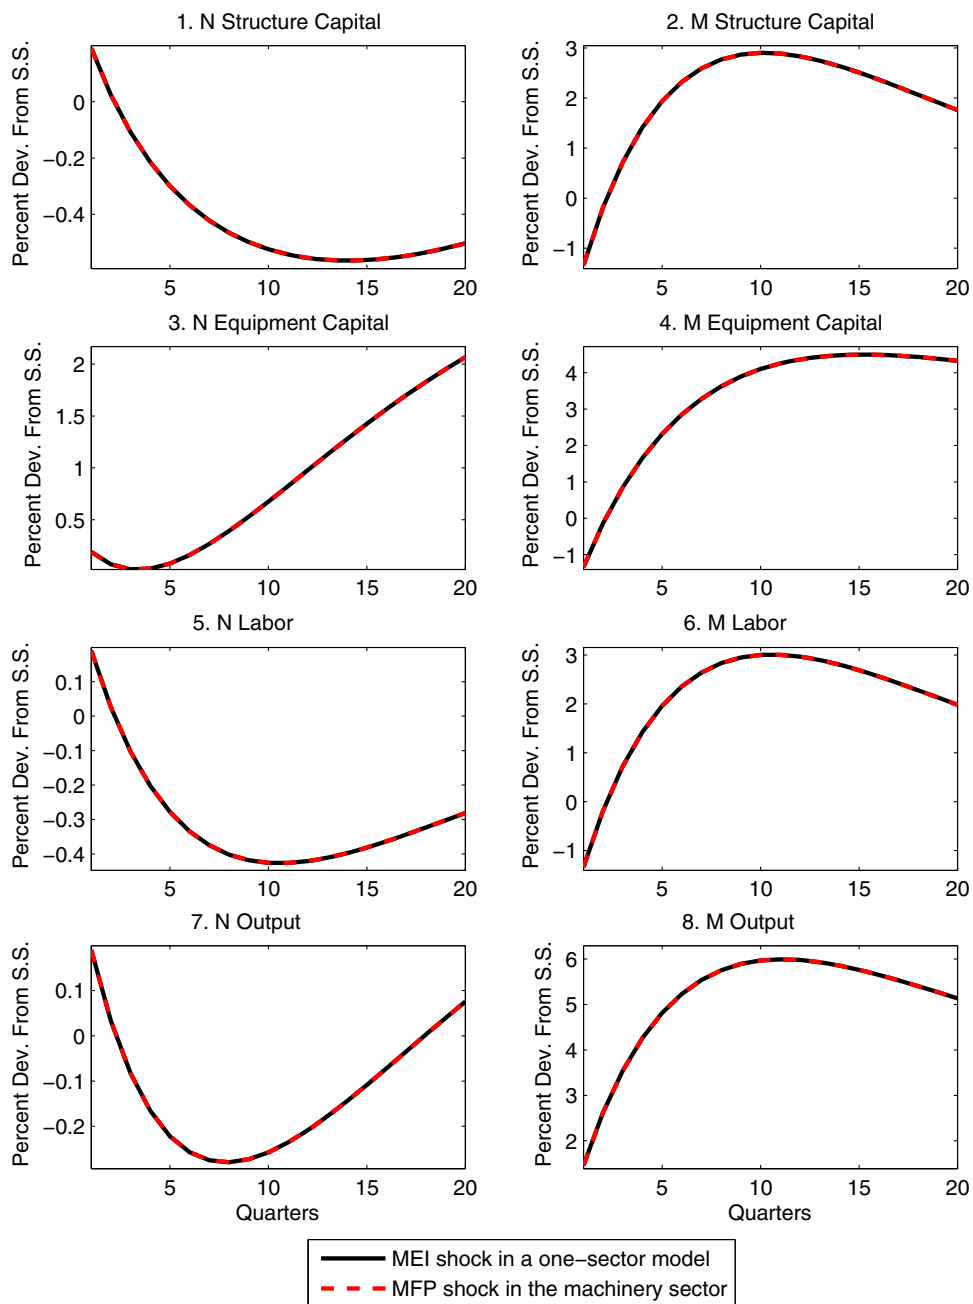 1. N Structure Capital
Percent Dev. From S.S.
0
−0.2
−0.4
5 10 15 20
2. M Structure Capital
Percent Dev. From S.S.
3
2
1
0
−1
5 10 15 20
3. N Equipment Capital
Percent Dev. From S.S.
2
1.5
1
0.5
5 10 15 20
4. M Equipment Capital
Percent Dev. From S.S.
4
3
2
1
0
−1
5 10 15 20
5. N Labor
Percent Dev. From S.S.
0.1
0
−0.1
−0.2
−0.3
−0.4
5 10 15 20
6. M Labor
Percent Dev. From S.S.
3
2
1
0
−1
5 10 15 20
7. N Output
Percent Dev. From S.S.
0.1
0
−0.1
−0.2
5 10 15 20
Quarters
8. M Output
Percent Dev. From S.S.
6
5
4
3
2
5 10 15 20
Quarters
MEI shock in a one−sector model
MFP shock in the machinery sector